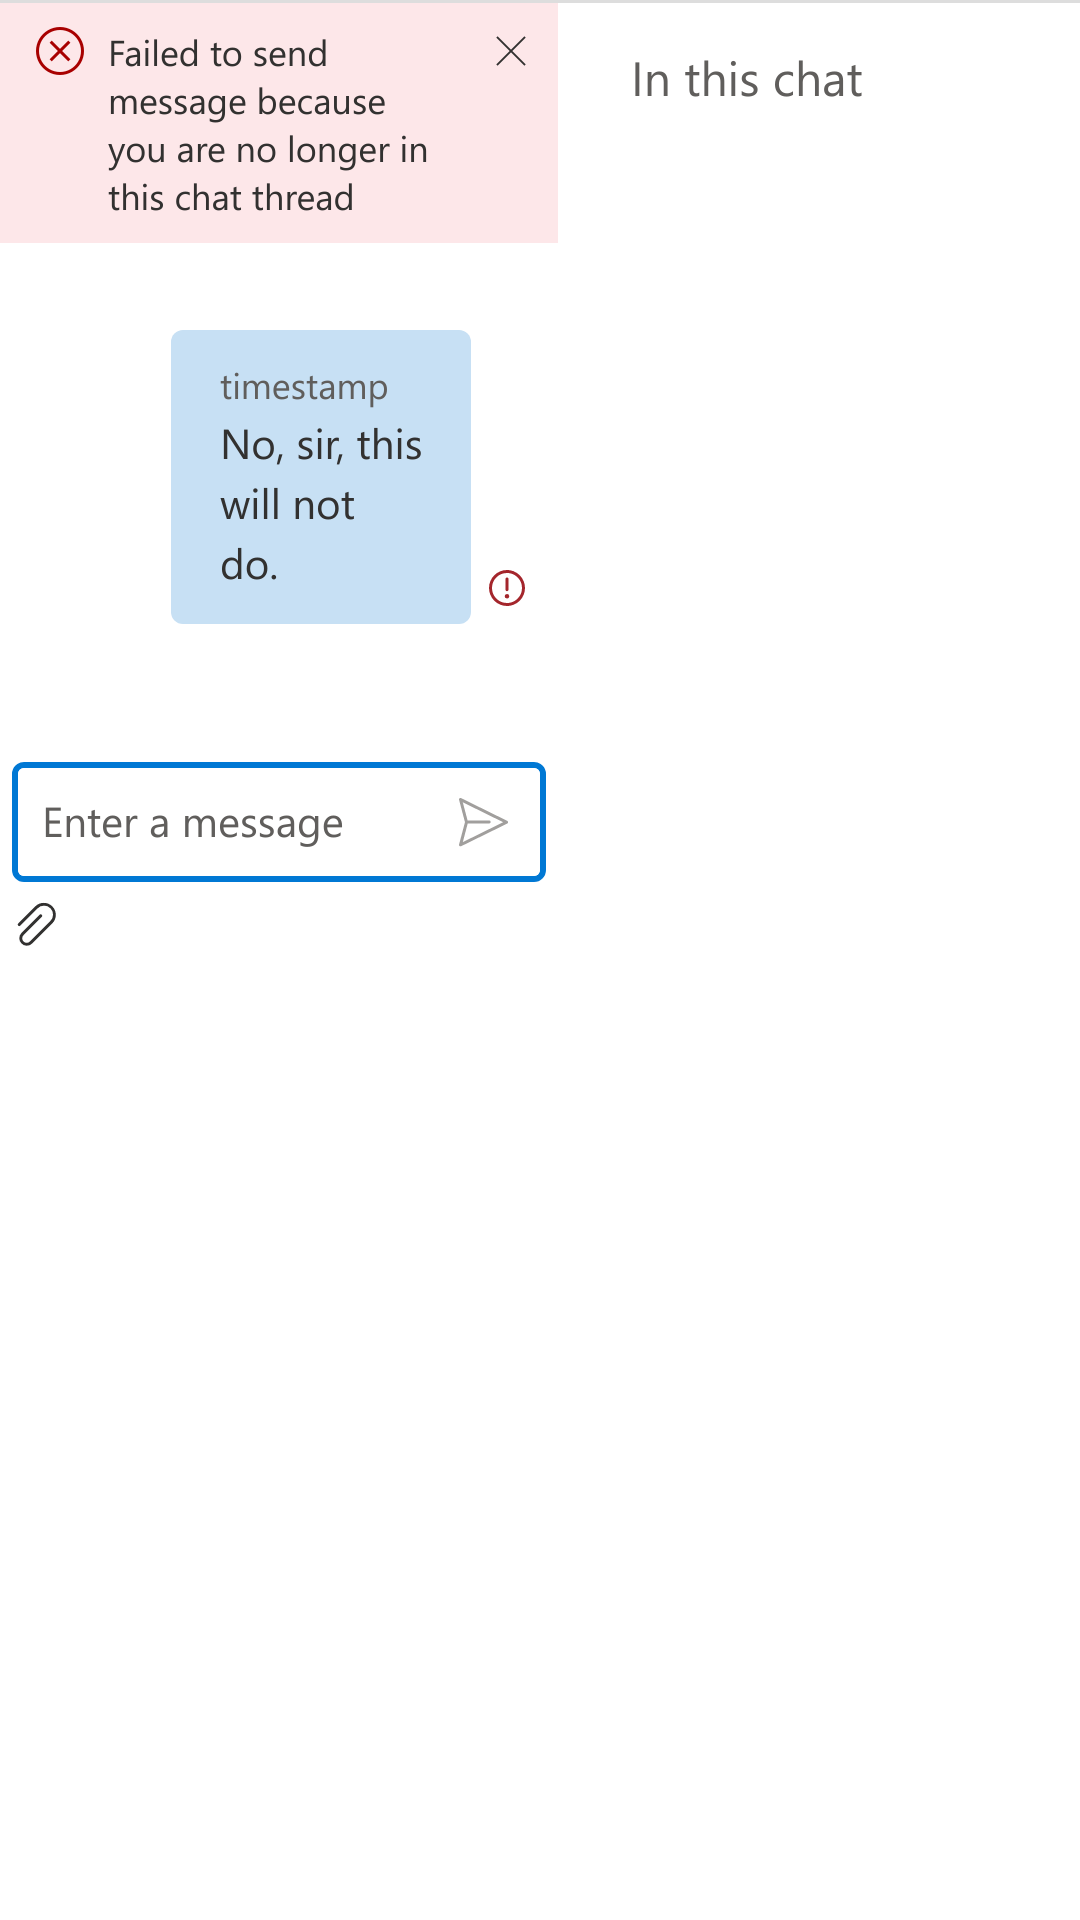 Failed to send
message because
you are no longer in
this chat thread
In this chat
timestamp
No, sir, this
will not
do.
Enter a message